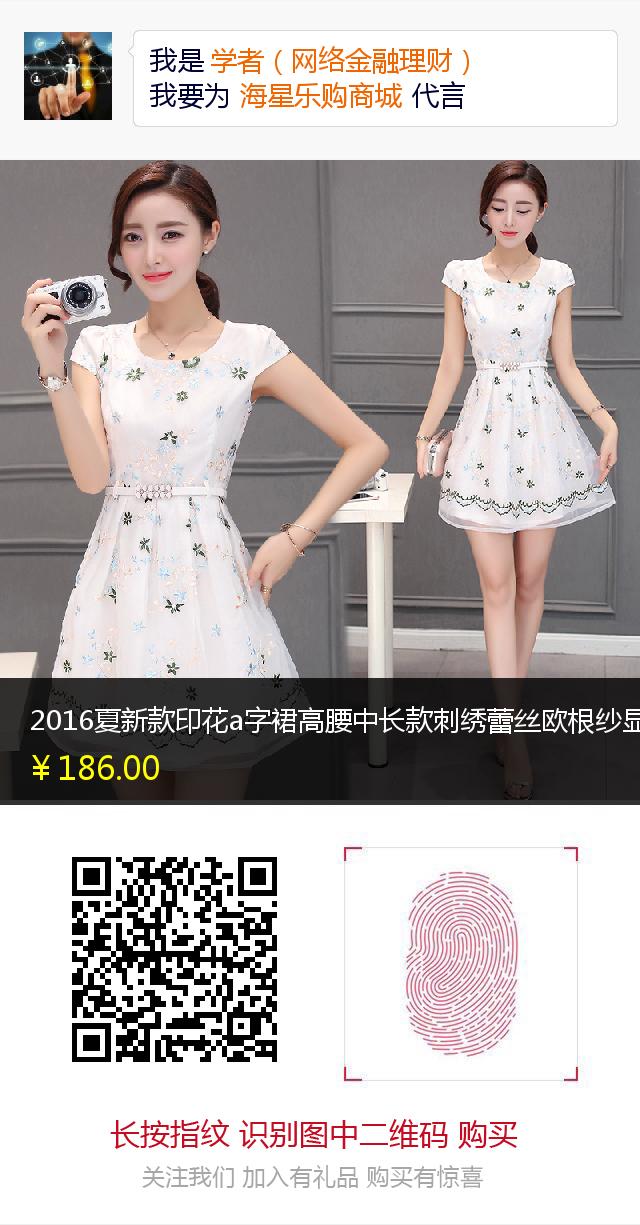 我是 学者（网络金融理财）
我要为 海星乐购商城 代言
2016夏新款印花a字裙高腰中长款刺绣蕾丝欧根纱显
￥186.00
长按指纹 识别图中二维码 购买
关注我们 加入有礼品 购买有惊喜